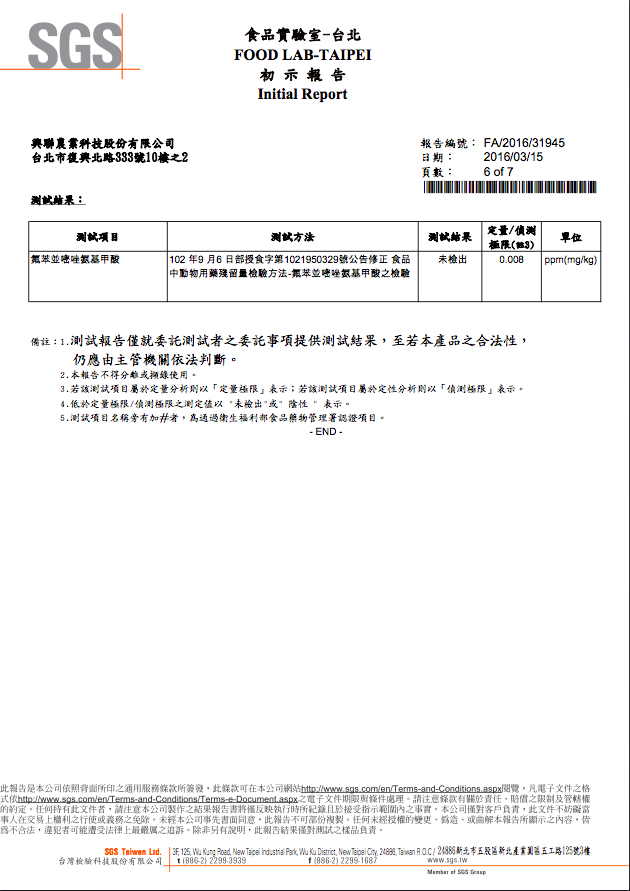 SGS
食品實驗室-台北
FOOD LAB-TAIPEI
初 示 報 告
Initial Report
興聯農業科技股份有限公司
台北市復興北路333號10樓之2
報告編號： FA/2016/31945
日期： 2016/03/15
頁數： 6 of 7
測試結果：
測試項目 測試方法 測試結果 定量/偵測極限(註3) 單位
氟苯並嘧唑氨基甲酸 102 年9 月6 日部授食字第1021950329號公告修正 食品 未檢出 0.008 ppm(mg/kg)
中動物用藥殘留量檢驗方法-氟苯並嘧唑氨基甲酸之檢驗
備註：1.測試報告僅就委託測試者之委託事項提供測試結果，至若本產品之合法性，
仍應由主管機關依法判斷。
2.本報告不得分離或擷錄使用。
3.若該測試項目屬於定量分析則以「定量極限」表示；若該測試項目屬於定性分析則以「偵測極限」表示。
4.低於定量極限/偵測極限之測定值以 "未檢出"或" 陰性 " 表示。
5.測試項目名稱旁有加#者，為通過衛生福利部食品藥物管理署認證項目。
- END -
此報告是本公司依照背面所印之通用服務條款所簽發，此條款可在本公司網站http://www.sgs.com/en/Terms-and-Conditions.aspx閱覽，凡電子文件之格
式依http://www.sgs.com/en/Terms-and-Conditions/Terms-e-Document.aspx之電子文件期限與條件處理。請注意條款有關於責任、賠償之限制及管轄權
的約定。任何持有此文件者，請注意本公司製作之結果報告書將僅反映執行時所紀錄且於接受指示範圍內之事實。本公司僅對客戶負責，此文件不妨礙當
事人在交易上權利之行使或義務之免除。未經本公司事先書面同意，此報告不可部份複製。任何未經授權的變更、偽造、或曲解本報告所顯示之內容，皆
為不合法，違犯者可能遭受法律上最嚴厲之追訴。除非另有說明，此報告結果僅對測試之樣品負責。
SGS Taiwan Ltd. 3F, 125, Wu Kung Road, New Taipei Industrial Park, Wu Ku District, New Taipei City, 24886, Taiwan R.O.C./ 24886新北市五股區新北產業園區五工路125號3樓
台灣檢驗科技股份有限公司 t (886-2) 2299-3939 f (886-2) 2299-1687 www.sgs.tw
Member of SGS Group